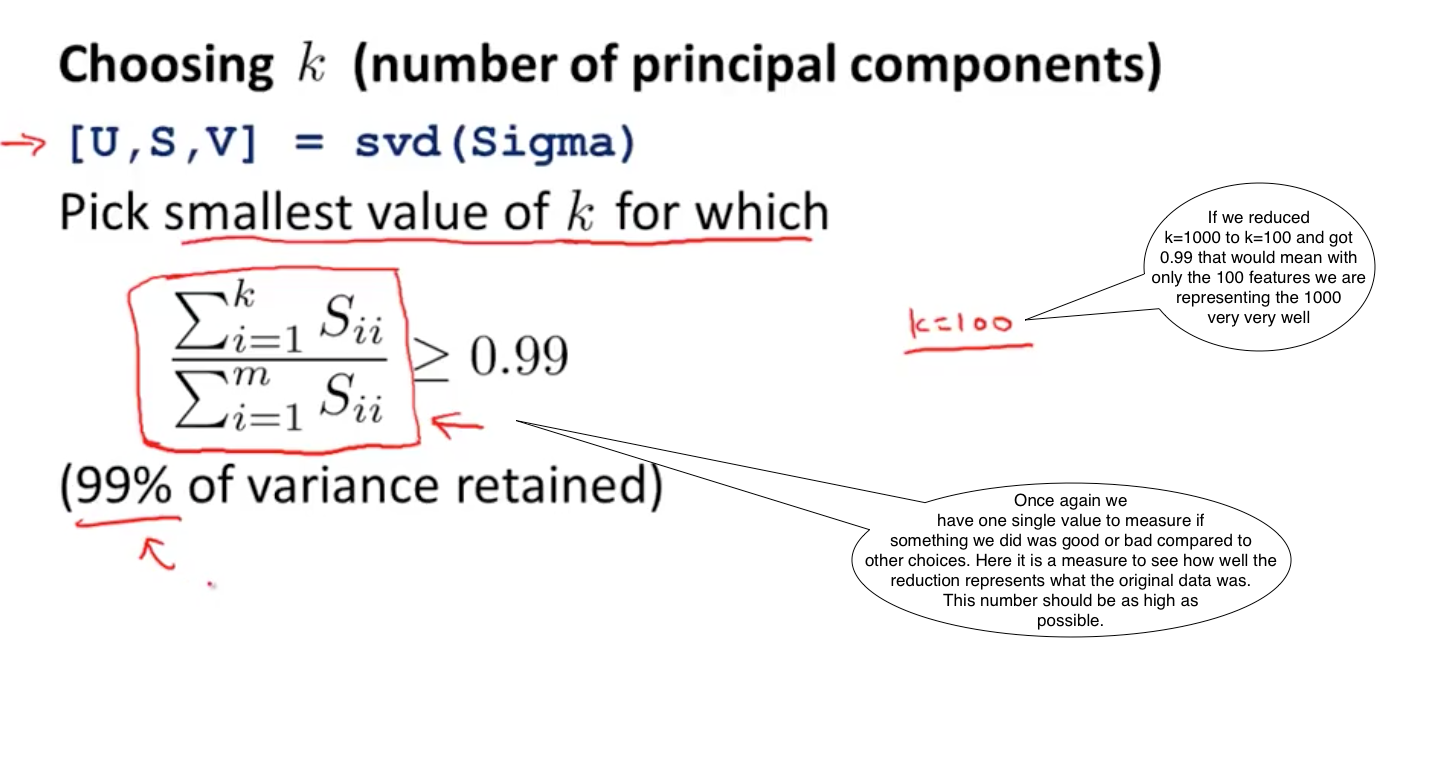 Choosing k (number of principal components)
→ [U,S,V] = svd(Sigma)
Pick smallest value of k for which
∑_{i=1}^{k} S_{ii}
∑_{i=1}^{m} S_{ii}
≥ 0.99
(99% of variance retained)
k=100
If we reduced
k=1000 to k=100 and got
0.99 that would mean with
only the 100 features we are
representing the 1000
very very well
Once again we
have one single value to measure if
something we did was good or bad compared to
other choices. Here it is a measure to see how well the
reduction represents what the original data was.
This number should be as high as
possible.